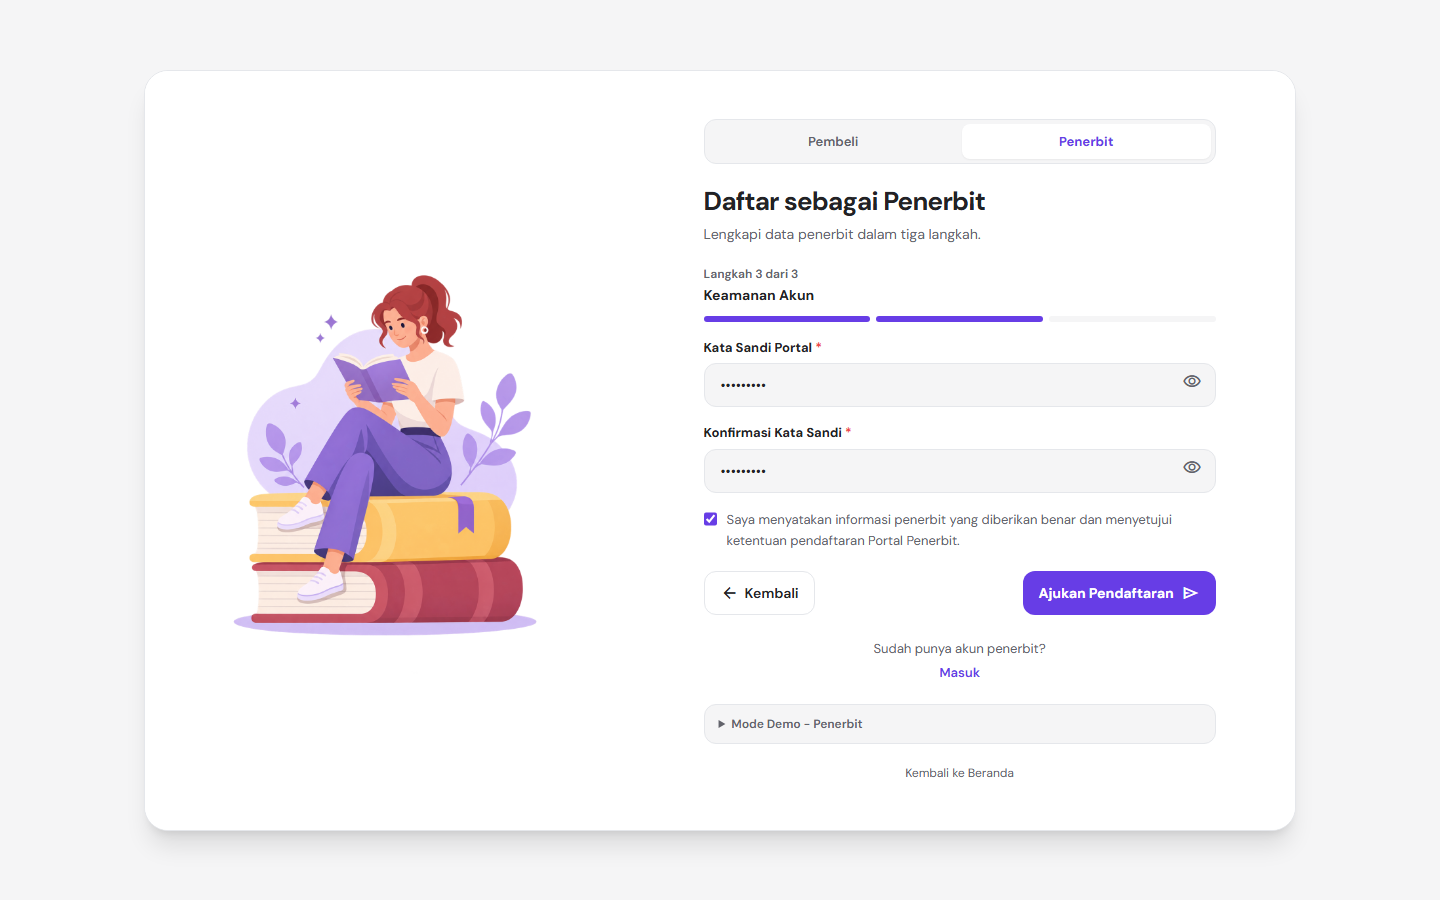 Pembeli
Penerbit
Daftar sebagai Penerbit
Lengkapi data penerbit dalam tiga langkah.
Langkah 3 dari 3
Keamanan Akun
Kata Sandi Portal *
•••••••••
Konfirmasi Kata Sandi *
•••••••••
Saya menyatakan informasi penerbit yang diberikan benar dan menyetujui
ketentuan pendaftaran Portal Penerbit.
Kembali
Ajukan Pendaftaran
Sudah punya akun penerbit?
Masuk
Mode Demo - Penerbit
Kembali ke Beranda